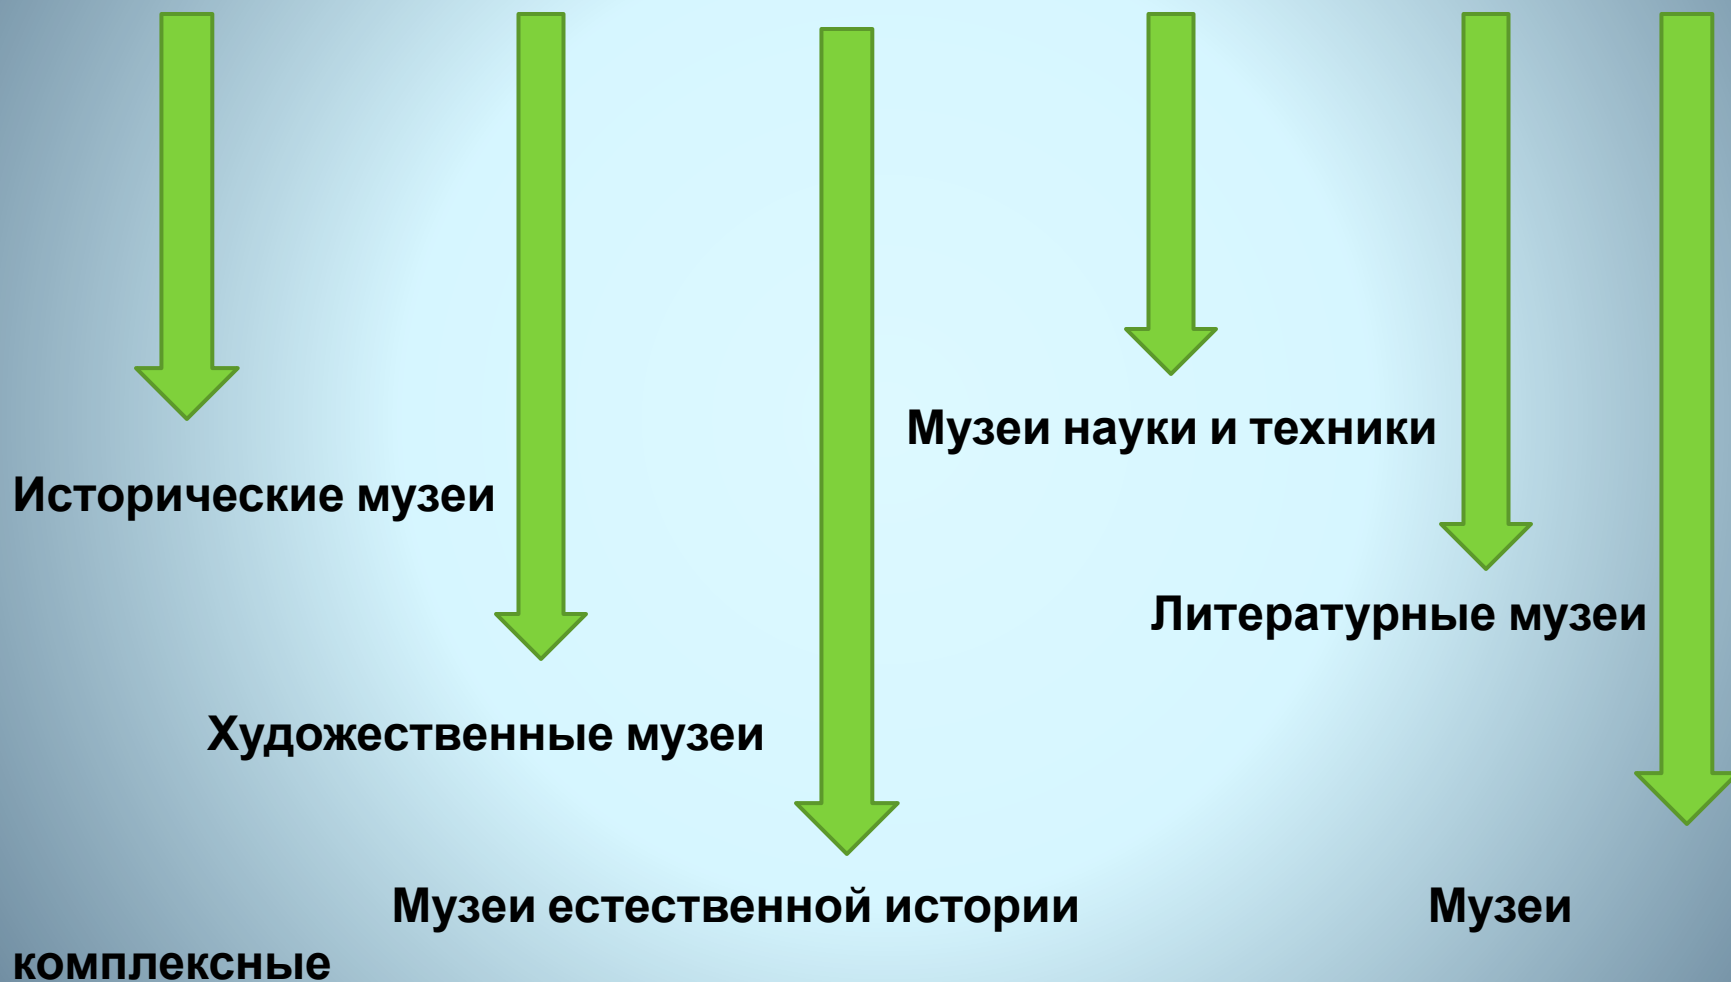 Музеи науки и техники
Исторические музеи
Литературные музеи
Художественные музеи
Музеи естественной истории Музеи
комплексные